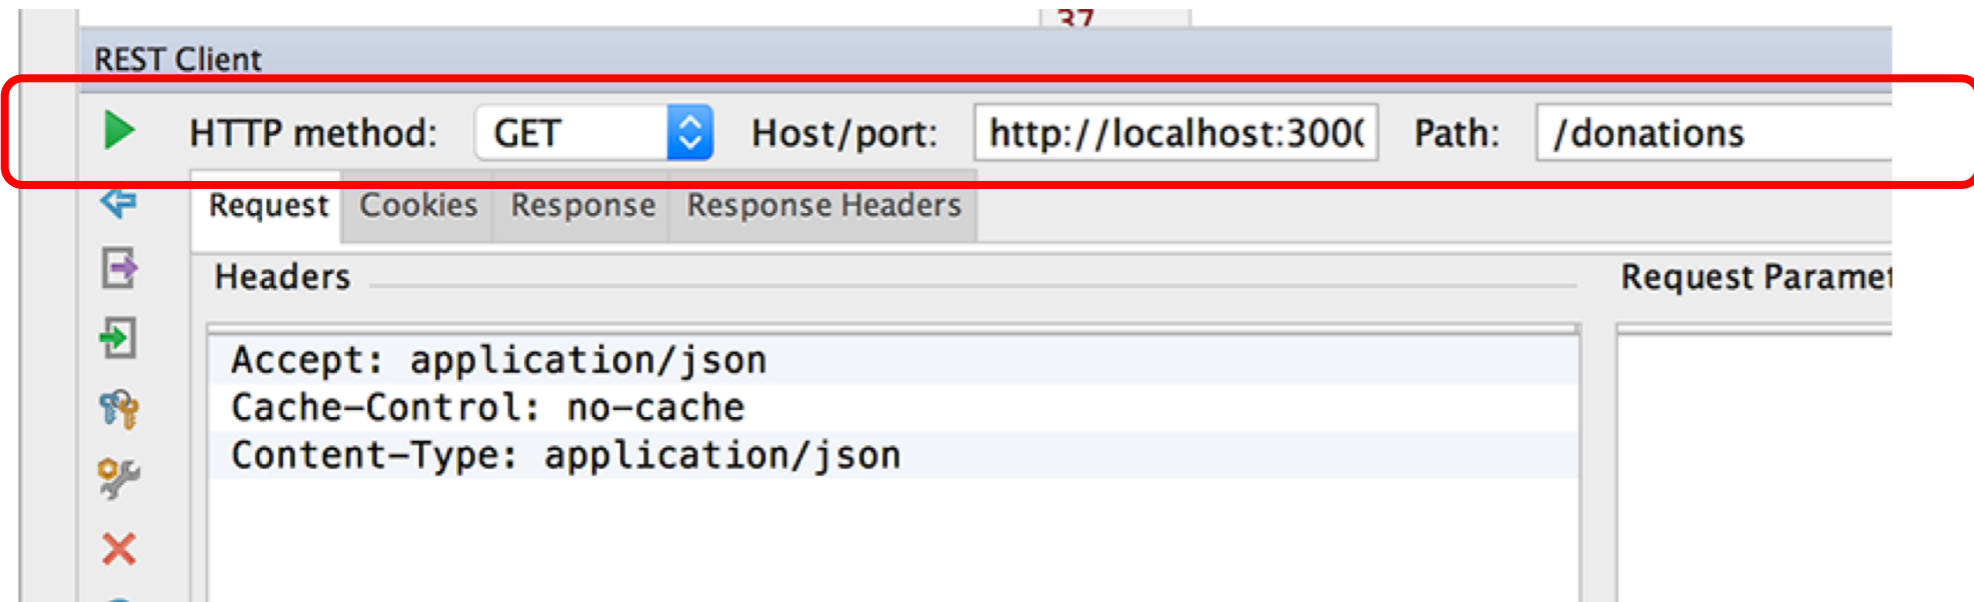 37
REST Client
HTTP method: GET Host/port: http://localhost:300( Path: /donations
Request Cookies Response Response Headers
Headers Request Paramet
Accept: application/json
Cache-Control: no-cache
Content-Type: application/json